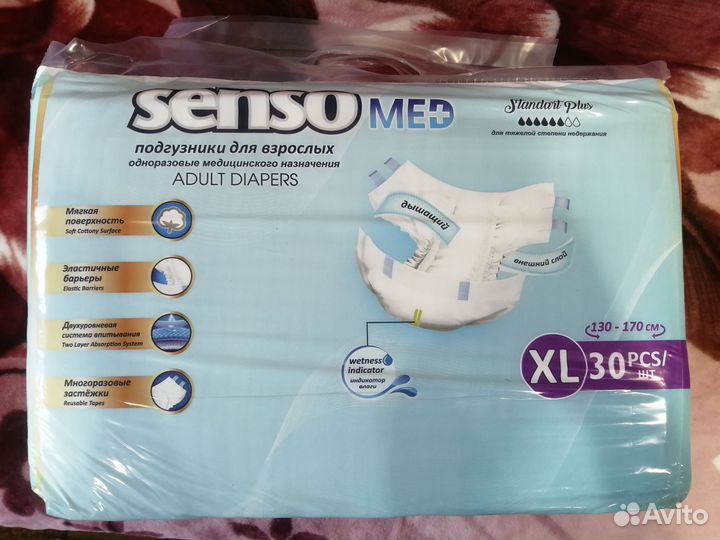 senso MED
Standart Plus
для тяжелой степени недержания
подгузники для взрослых
одноразовые медицинского назначения
ADULT DIAPERS
Мягкая
поверхность
Soft Cottony Surface
дышащий
внешний слой
Эластичные
барьеры
Elastic Barriers
Двухуровневая
система впитывания
Two Layer Absorption System
130 - 170 см
wetness
indicator
индикатор
влаги
XL 30 PCS/
ШТ
Многоразовые
застёжки
Reusable Tapes
Avito